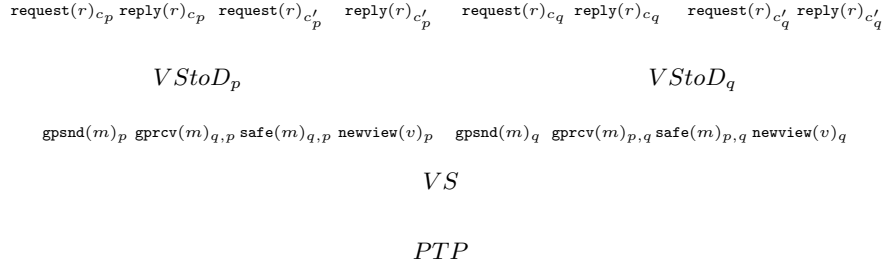 request(r)_{c_p} reply(r)_{c_p} request(r)_{c'_p} reply(r)_{c'_p} request(r)_{c_q} reply(r)_{c_q} request(r)_{c'_q} reply(r)_{c'_q}
VStoD_p VStoD_q
gpsnd(m)_p gprcv(m)_{q,p} safe(m)_{q,p} newview(v)_p gpsnd(m)_q gprcv(m)_{p,q} safe(m)_{p,q} newview(v)_q
VS
PTP